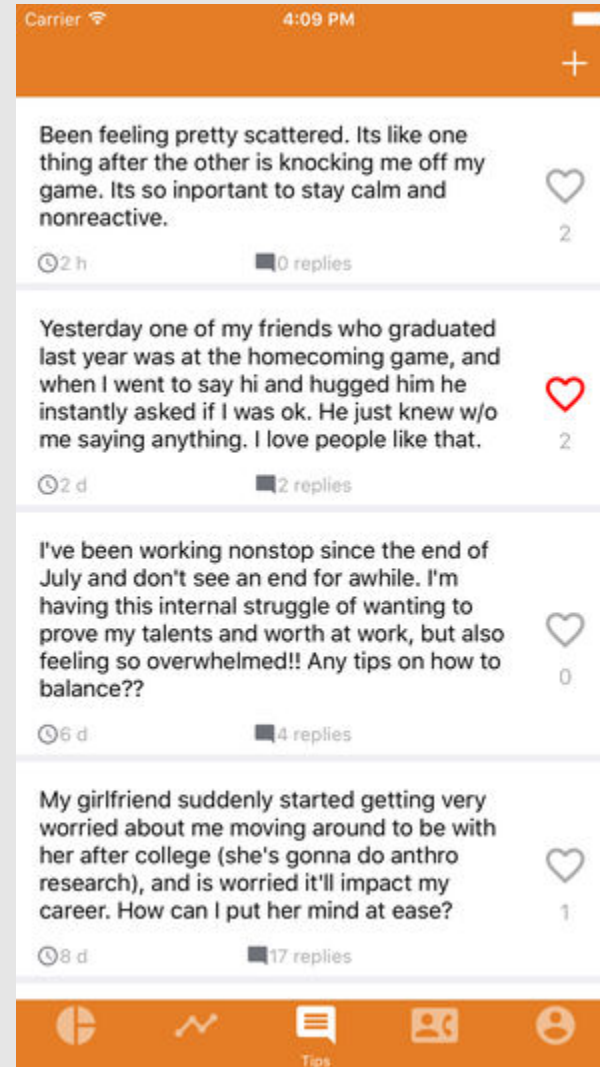 Carrier
4:09 PM
Been feeling pretty scattered. Its like one
thing after the other is knocking me off my
game. Its so inportant to stay calm and
nonreactive.
2
2 h
0 replies
Yesterday one of my friends who graduated
last year was at the homecoming game, and
when I went to say hi and hugged him he
instantly asked if I was ok. He just knew w/o
me saying anything. I love people like that.
2
2 d
2 replies
I've been working nonstop since the end of
July and don't see an end for awhile. I'm
having this internal struggle of wanting to
prove my talents and worth at work, but also
feeling so overwhelmed!! Any tips on how to
balance??
0
6 d
4 replies
My girlfriend suddenly started getting very
worried about me moving around to be with
her after college (she's gonna do anthro
research), and is worried it'll impact my
career. How can I put her mind at ease?
1
8 d
17 replies
Tips